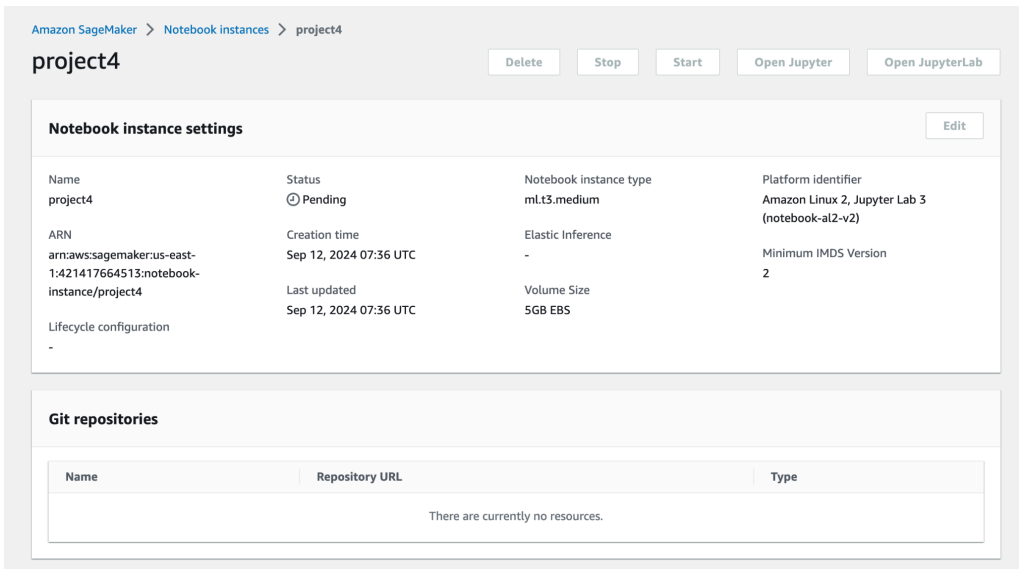 Amazon SageMaker > Notebook instances > project4
project4
Delete
Stop
Start
Open Jupyter
Open JupyterLab
Notebook instance settings
Edit
Name
project4
ARN
arn:aws:sagemaker:us-east-
1:421417664513:notebook-
instance/project4
Lifecycle configuration
-
Status
Pending
Creation time
Sep 12, 2024 07:36 UTC
Last updated
Sep 12, 2024 07:36 UTC
Notebook instance type
ml.t3.medium
Elastic Inference
-
Volume Size
5GB EBS
Platform identifier
Amazon Linux 2, Jupyter Lab 3
(notebook-al2-v2)
Minimum IMDS Version
2
Git repositories
Name
Repository URL
Type
There are currently no resources.